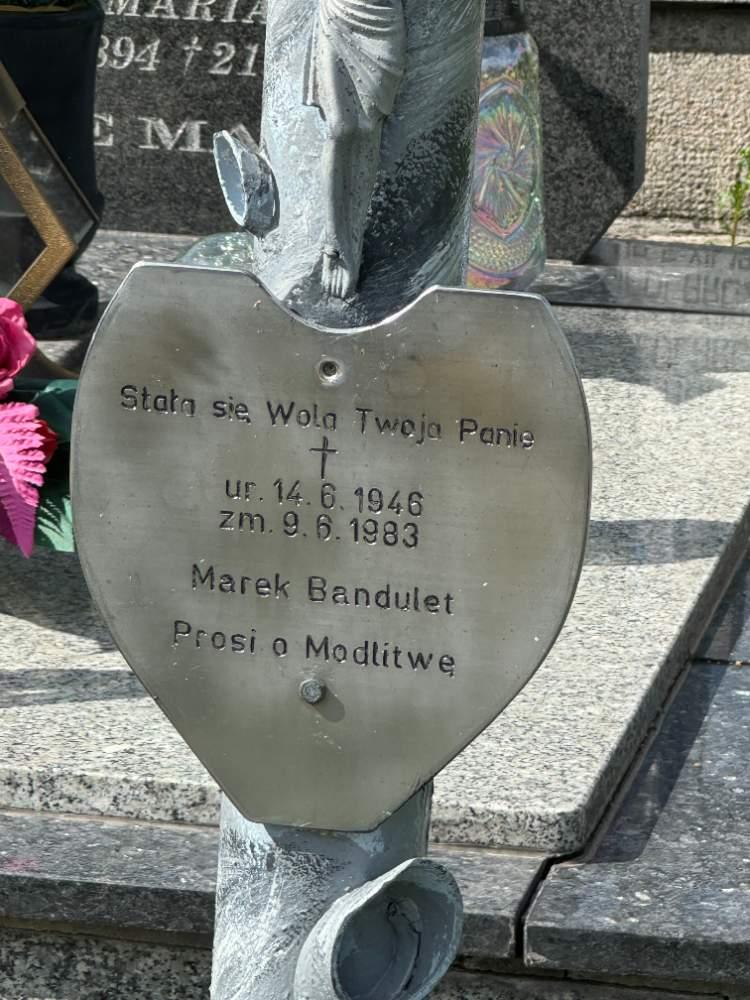 MARIA
894 † 21
EMA
Stała się Wola Twoja Panie
†
ur. 14. 6. 1946
zm. 9. 6. 1983
Marek Bandulet
Prosi o Modlitwę